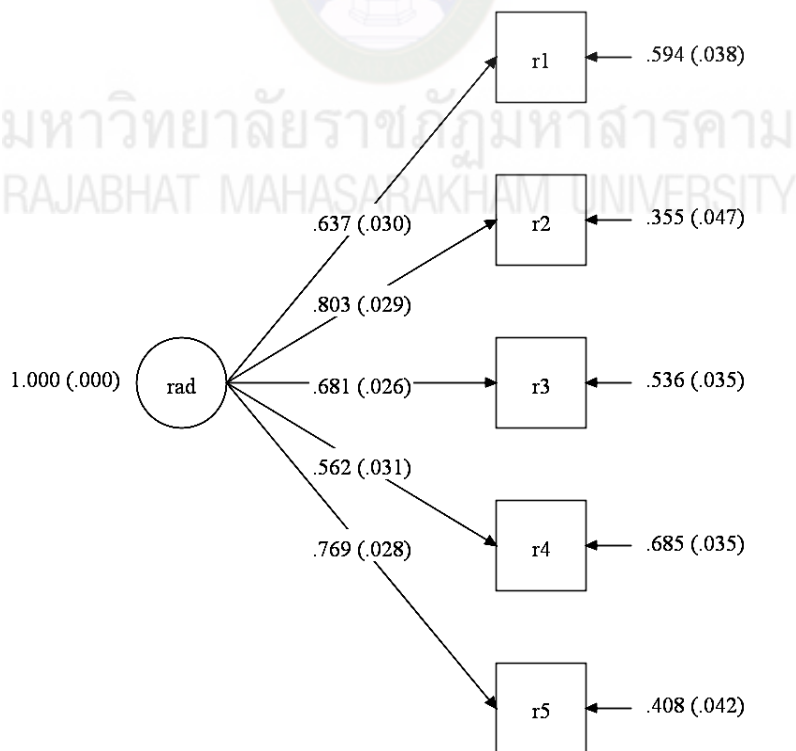 r1
.594 (.038)
มหาวิทยาลัยราชภัฏมหาสารคาม
RAJABHAT MAHASARAKHAM UNIVERSITY
.637 (.030)
r2
.355 (.047)
.803 (.029)
1.000 (.000)
rad
.681 (.026)
r3
.536 (.035)
.562 (.031)
.769 (.028)
r4
.685 (.035)
r5
.408 (.042)